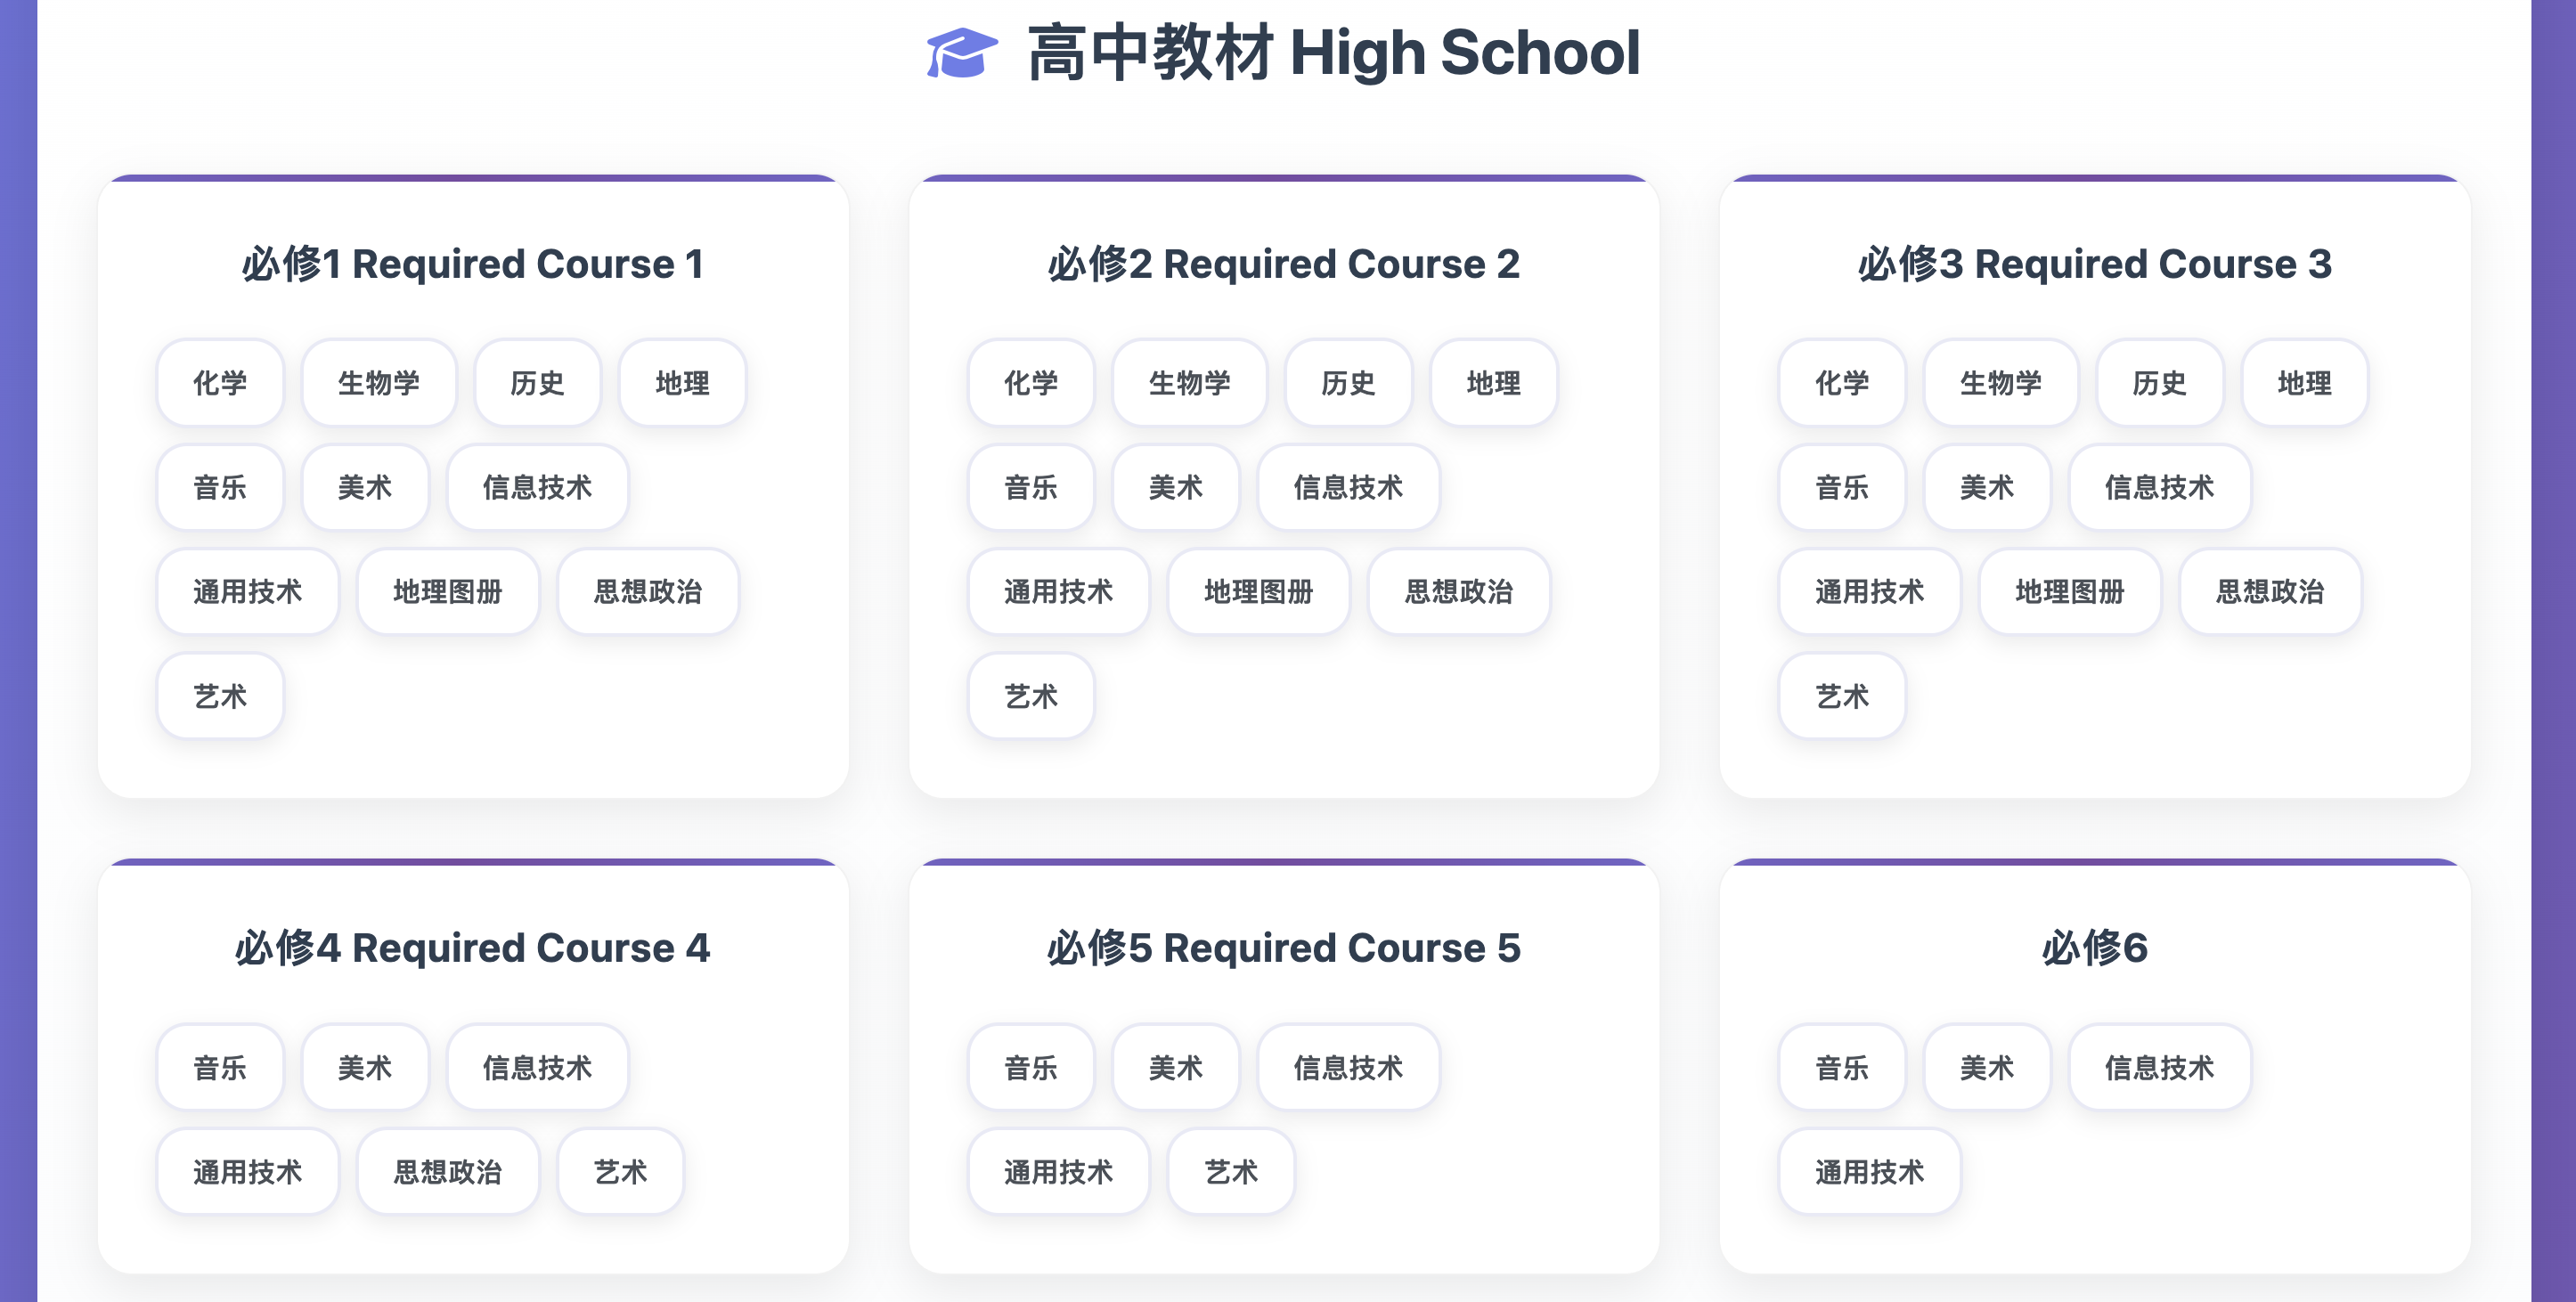 高中教材 High School
必修1 Required Course 1
化学 生物学 历史 地理
音乐 美术 信息技术
通用技术 地理图册 思想政治
艺术
必修2 Required Course 2
化学 生物学 历史 地理
音乐 美术 信息技术
通用技术 地理图册 思想政治
艺术
必修3 Required Course 3
化学 生物学 历史 地理
音乐 美术 信息技术
通用技术 地理图册 思想政治
艺术
必修4 Required Course 4
音乐 美术 信息技术
通用技术 思想政治 艺术
必修5 Required Course 5
音乐 美术 信息技术
通用技术 艺术
必修6
音乐 美术 信息技术
通用技术